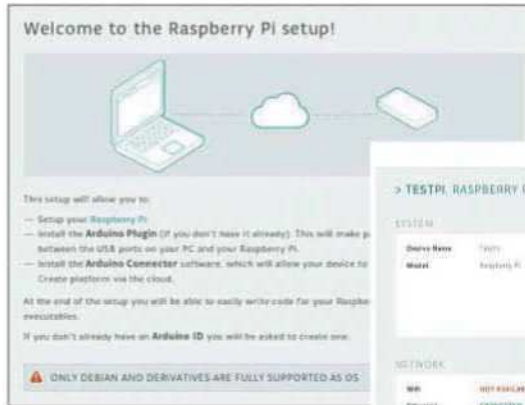 Welcome to the Raspberry Pi setup!
This setup will allow you to:
— Setup your Raspberry Pi
— Install the Arduino Plugin (if you don't have it already). This will make p
between the USB ports on your PC and your Raspberry Pi.
— Install the Arduino Connector software, which will allow your device to
Create platform via the cloud.
At the end of the setup you will be able to easily write code for your Raspbe
executables.
If you don't already have an Arduino ID you will be asked to create one.
ONLY DEBIAN AND DERIVATIVES ARE FULLY SUPPORTED AS OS
> TESTPI, RASPBERRY P
SYSTEM
Device Name
Model Raspberry Pi
NETWORK
Wifi